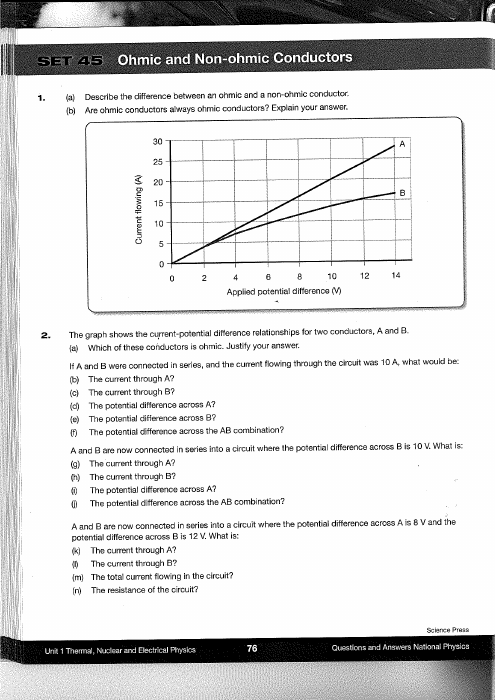 SET 45 Ohmic and Non-ohmic Conductors
1. (a) Describe the difference between an ohmic and a non-ohmic conductor.
(b) Are ohmic conductors always ohmic conductors? Explain your answer.
30
25
20
15
10
5
0
Current flowing (A)
A
B
0 2 4 6 8 10 12 14
Applied potential difference (V)
2. The graph shows the current-potential difference relationships for two conductors, A and B.
(a) Which of these conductors is ohmic. Justify your answer.
If A and B were connected in series, and the current flowing through the circuit was 10 A, what would be:
(b) The current through A?
(c) The current through B?
(d) The potential difference across A?
(e) The potential difference across B?
(f) The potential difference across the AB combination?
A and B are now connected in series into a circuit where the potential difference across B is 10 V. What is:
(g) The current through A?
(h) The current through B?
(i) The potential difference across A?
(j) The potential difference across the AB combination?
A and B are now connected in series into a circuit where the potential difference across A is 8 V and the
potential difference across B is 12 V. What is:
(k) The current through A?
(l) The current through B?
(m) The total current flowing in the circuit?
(n) The resistance of the circuit?
Science Press
Unit 1 Thermal, Nuclear and Electrical Physics 76 Questions and Answers National Physics